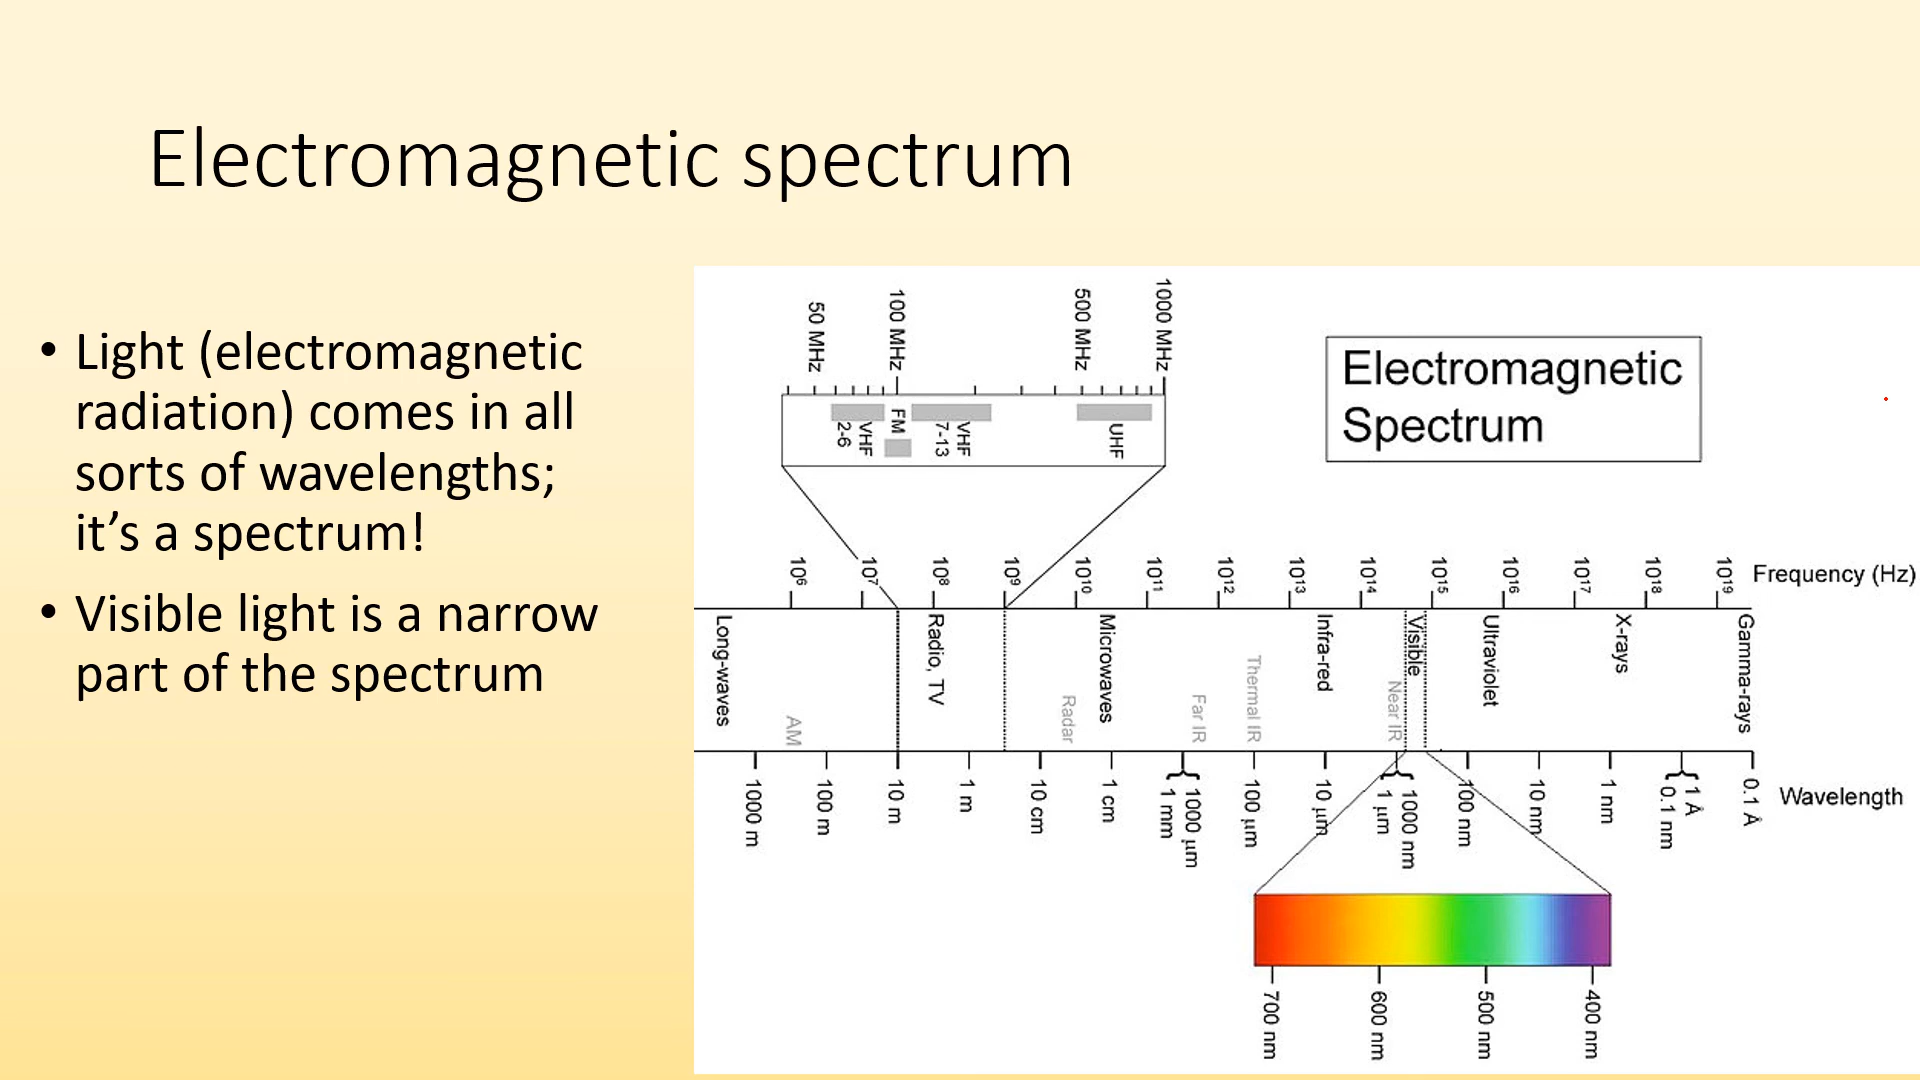 Electromagnetic spectrum
• Light (electromagnetic
radiation) comes in all
sorts of wavelengths;
it’s a spectrum!
• Visible light is a narrow
part of the spectrum
50 MHz
100 MHz
500 MHz
1000 MHz
VHF
2-6
FM
VHF
7-13
UHF
Electromagnetic
Spectrum
10⁶ 10⁷ 10⁸ 10⁹ 10¹⁰ 10¹¹ 10¹² 10¹³ 10¹⁴ 10¹⁵ 10¹⁶ 10¹⁷ 10¹⁸ 10¹⁹ Frequency (Hz)
Long-waves
AM
Radio, TV
Radar
Microwaves
Far IR
Thermal IR
Infra-red
Near IR
Visible
Ultraviolet
X-rays
Gamma-rays
1000 m
100 m
10 m
1 m
10 cm
1 cm
1000 µm
1 mm
100 µm
10 µm
1000 nm
1 µm
100 nm
10 nm
1 nm
1 Å
0.1 nm
0.1 Å
Wavelength
700 nm
600 nm
500 nm
400 nm